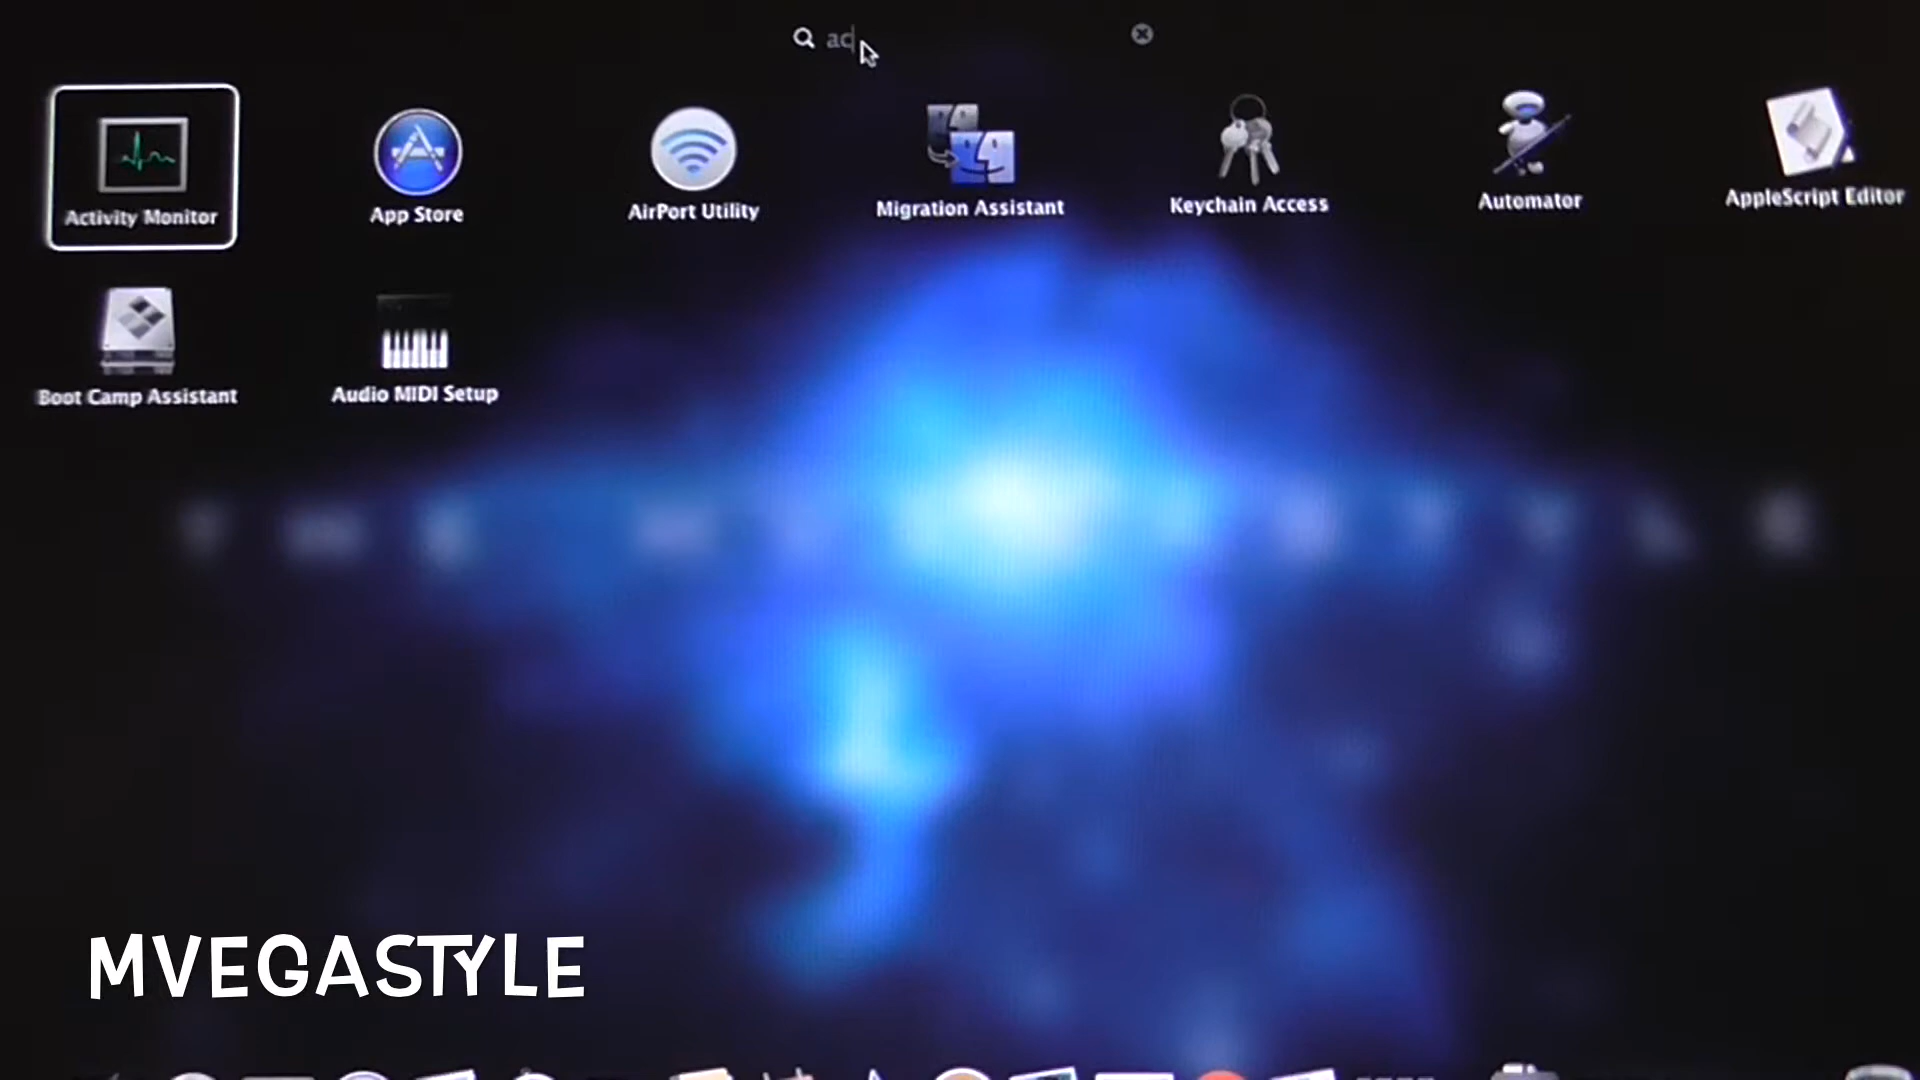 ac
Activity Monitor
App Store
AirPort Utility
Migration Assistant
Keychain Access
Automator
AppleScript Editor
Boot Camp Assistant
Audio MIDI Setup
MVEGASTYLE